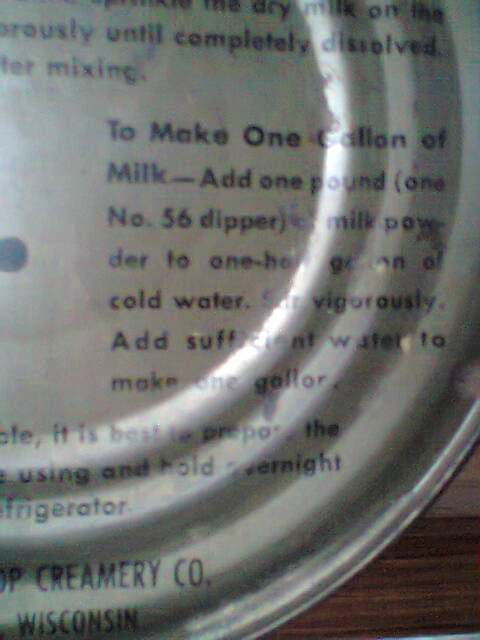 sprinkle the dry milk on the
orously until completely dissolved.
ter mixing.
To Make One Gallon of
Milk—Add one pound (one
No. 56 dipper) of milk pow-
der to one-half gallon of
cold water. Stir vigorously.
Add sufficient water to
make one gallon.
ble, it is best to prepare the
e using and hold overnight
efrigerator.
OP CREAMERY CO.
WISCONSIN